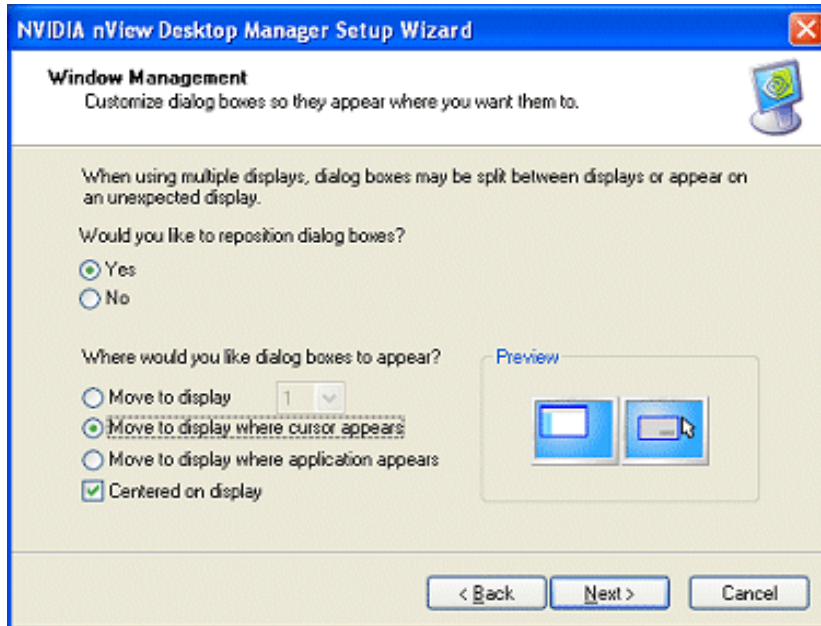 NVIDIA nView Desktop Manager Setup Wizard
Window Management
Customize dialog boxes so they appear where you want them to.
When using multiple displays, dialog boxes may be split between displays or appear on
an unexpected display.
Would you like to reposition dialog boxes?
Yes
No
Where would you like dialog boxes to appear?
Move to display 1
Move to display where cursor appears
Move to display where application appears
Centered on display
Preview
< Back
Next >
Cancel